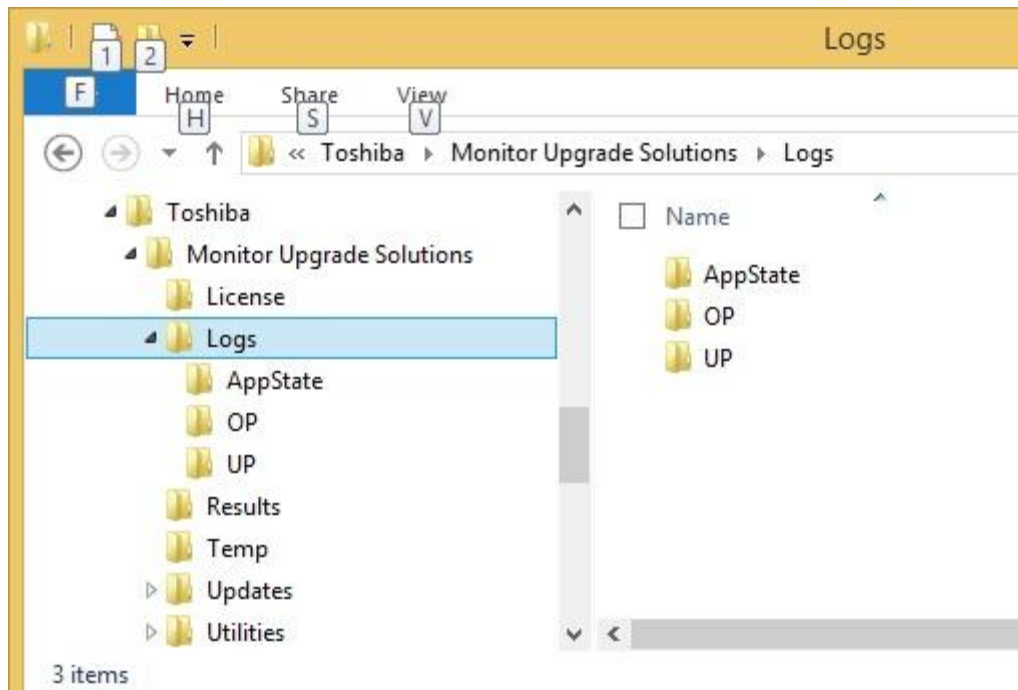 Logs
1 2
F Home Share View
H S V
« Toshiba Monitor Upgrade Solutions Logs
Toshiba
Monitor Upgrade Solutions
License
Logs
AppState
OP
UP
Results
Temp
Updates
Utilities
Name
AppState
OP
UP
3 items